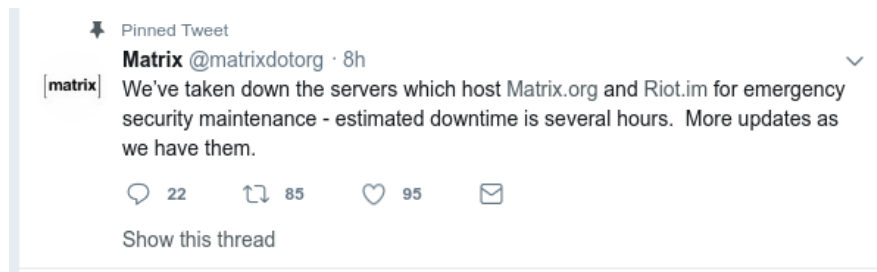 Pinned Tweet
Matrix @matrixdotorg · 8h
[matrix]
We've taken down the servers which host Matrix.org and Riot.im for emergency
security maintenance - estimated downtime is several hours.  More updates as
we have them.
22 85 95
Show this thread